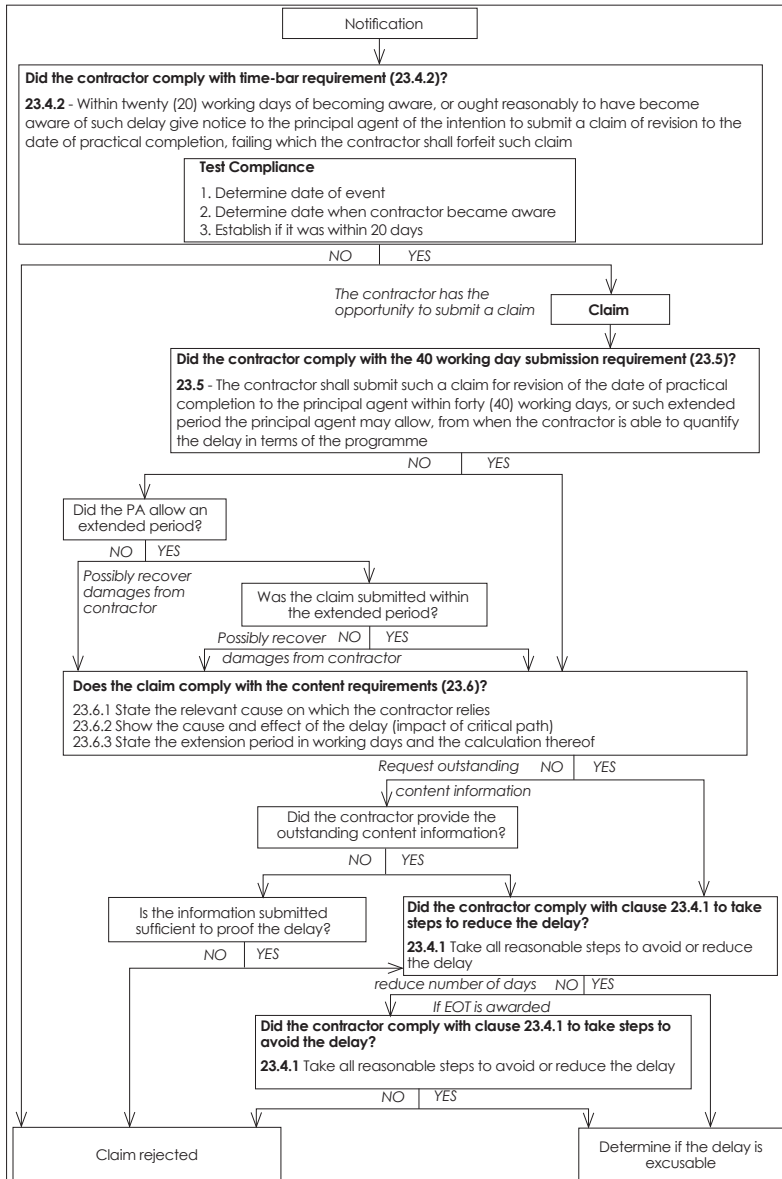 Notification
Did the contractor comply with time-bar requirement (23.4.2)?
23.4.2 - Within twenty (20) working days of becoming aware, or ought reasonably to have become
aware of such delay give notice to the principal agent of the intention to submit a claim of revision to the
date of practical completion, failing which the contractor shall forfeit such claim
Test Compliance
1. Determine date of event
2. Determine date when contractor became aware
3. Establish if it was within 20 days
NO YES
The contractor has the
opportunity to submit a claim
Claim
Did the contractor comply with the 40 working day submission requirement (23.5)?
23.5 - The contractor shall submit such a claim for revision of the date of practical
completion to the principal agent within forty (40) working days, or such extended
period the principal agent may allow, from when the contractor is able to quantify
the delay in terms of the programme
NO YES
Did the PA allow an
extended period?
NO YES
Possibly recover
damages from
contractor
Was the claim submitted within
the extended period?
Possibly recover NO YES
damages from contractor
Does the claim comply with the content requirements (23.6)?
23.6.1 State the relevant cause on which the contractor relies
23.6.2 Show the cause and effect of the delay (impact of critical path)
23.6.3 State the extension period in working days and the calculation thereof
Request outstanding NO YES
content information
Did the contractor provide the
outstanding content information?
NO YES
Is the information submitted
sufficient to proof the delay?
NO YES
Did the contractor comply with clause 23.4.1 to take
steps to reduce the delay?
23.4.1 Take all reasonable steps to avoid or reduce
the delay
reduce number of days NO YES
If EOT is awarded
Did the contractor comply with clause 23.4.1 to take steps to
avoid the delay?
23.4.1 Take all reasonable steps to avoid or reduce the delay
NO YES
Claim rejected
Determine if the delay is
excusable